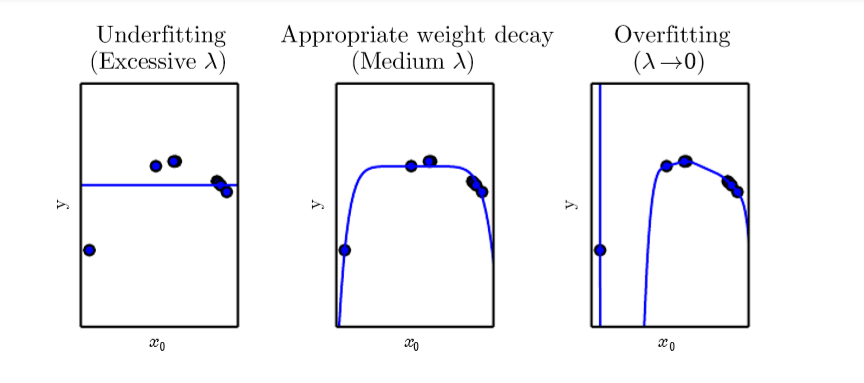 Underfitting
(Excessive λ)
Appropriate weight decay
(Medium λ)
Overfitting
(λ→0)
y
x₀
y
x₀
y
x₀